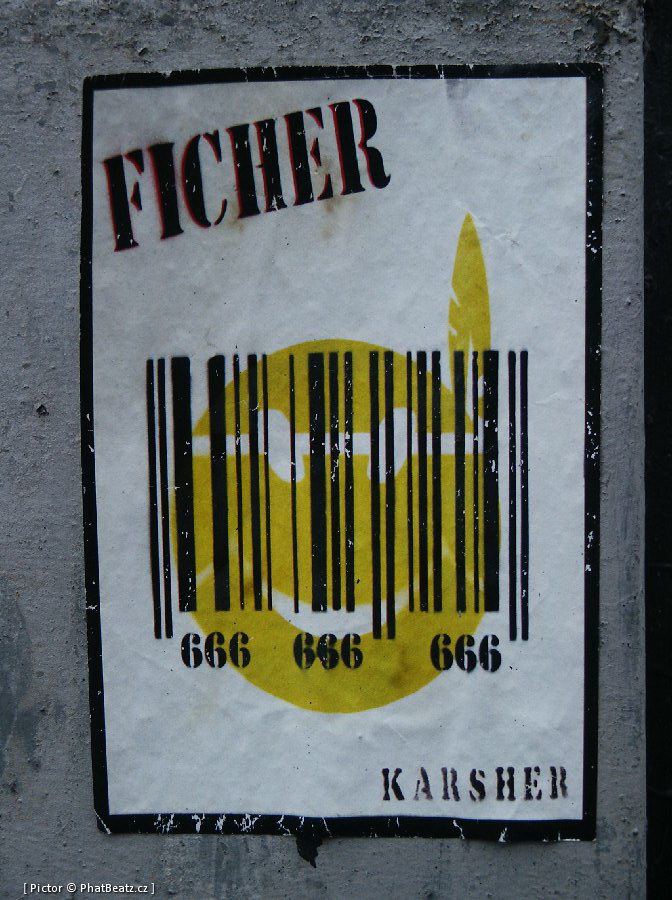 FICHER
666 666 666
KARSHER
[ Pictor © PhatBeatz.cz ]